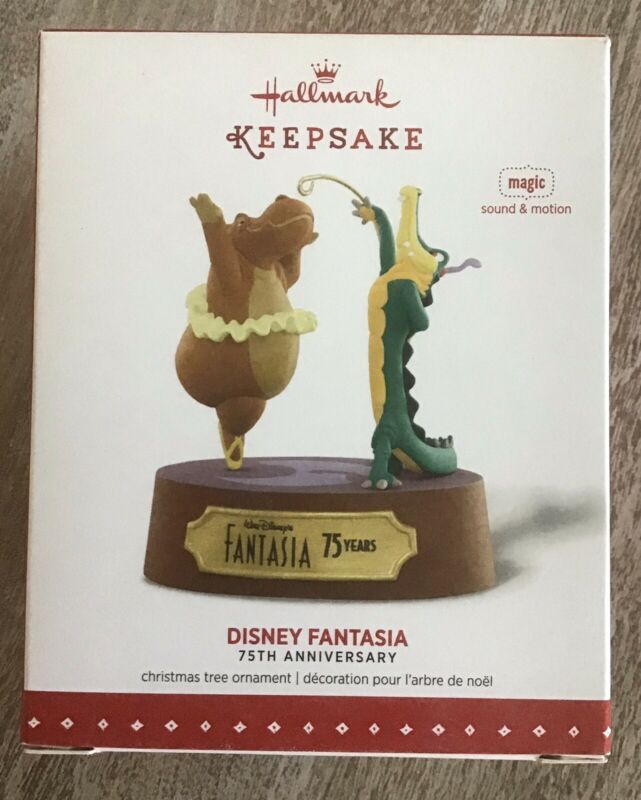 Hallmark
KEEPSAKE
magic
sound & motion
Walt Disney's
FANTASIA 75 YEARS
DISNEY FANTASIA
75TH ANNIVERSARY
christmas tree ornament | décoration pour l'arbre de noël